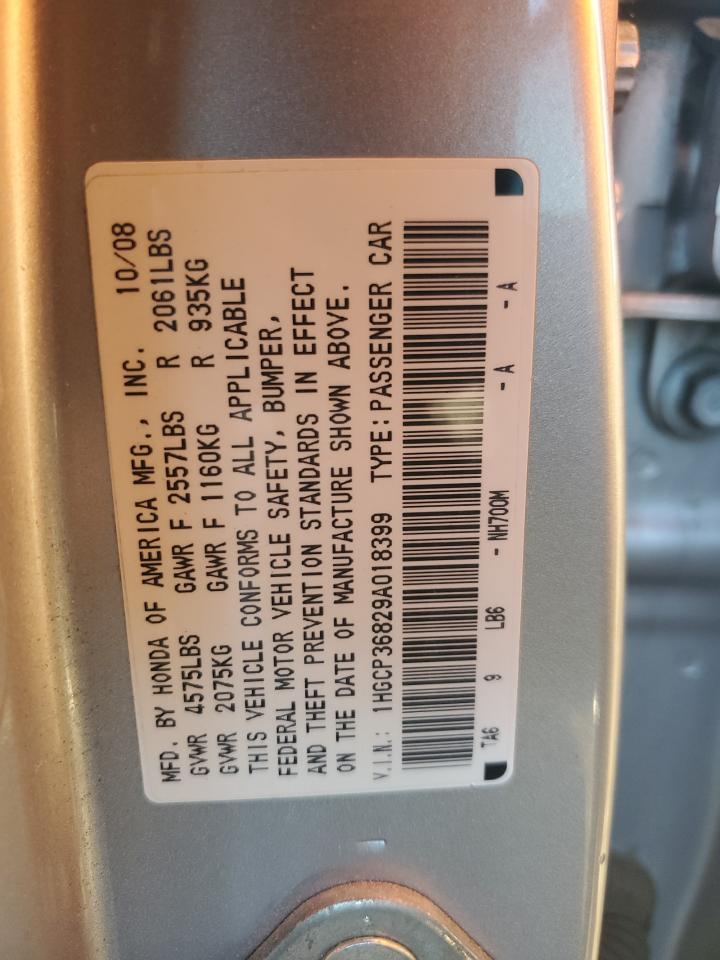 MFD. BY HONDA OF AMERICA MFG., INC. 10/08
GVWR 4575LBS GAWR F 2557LBS R 2061LBS
GVWR 2075KG GAWR F 1160KG R 935KG
THIS VEHICLE CONFORMS TO ALL APPLICABLE
FEDERAL MOTOR VEHICLE SAFETY, BUMPER,
AND THEFT PREVENTION STANDARDS IN EFFECT
ON THE DATE OF MANUFACTURE SHOWN ABOVE.
V.I.N.: 1HGCP36829A018399 TYPE:PASSENGER CAR
TA6 9 LB6 - NH700M - A - A